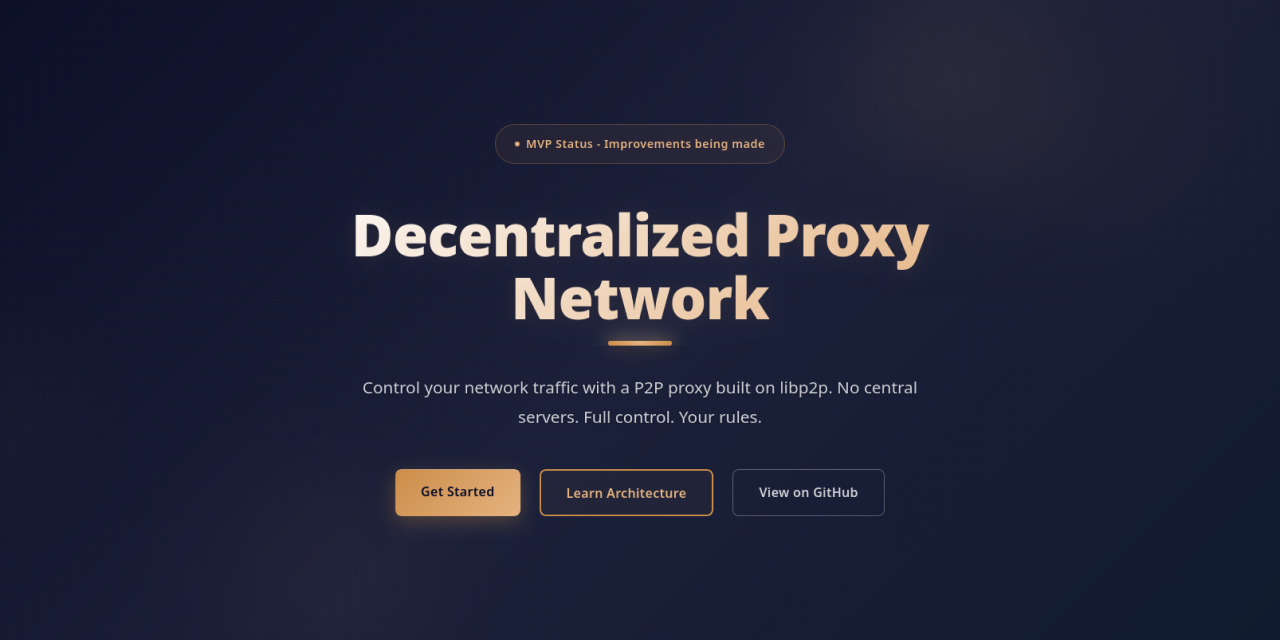 MVP Status - Improvements being made
Decentralized Proxy
Network
Control your network traffic with a P2P proxy built on libp2p. No central
servers. Full control. Your rules.
Get Started
Learn Architecture
View on GitHub